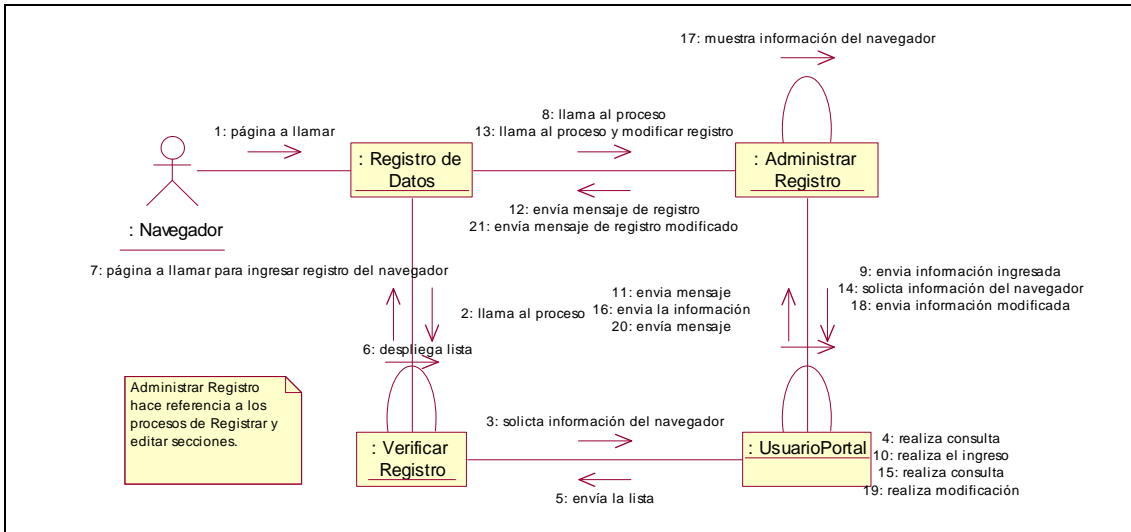 17: muestra información del navegador
8: llama al proceso
13: llama al proceso y modificar registro
1: página a llamar
: Registro de
Datos
: Administrar
Registro
12: envía mensaje de registro
21: envía mensaje de registro modificado
: Navegador
7: página a llamar para ingresar registro del navegador
9: envia información ingresada
14: solicta información del navegador
18: envia información modificada
11: envia mensaje
16: envia la información
20: envía mensaje
2: llama al proceso
6: despliega lista
Administrar Registro
hace referencia a los
procesos de Registrar y
editar secciones.
3: solicta información del navegador
: Verificar
Registro
: UsuarioPortal
4: realiza consulta
10: realiza el ingreso
15: realiza consulta
19: realiza modificación
5: envía la lista